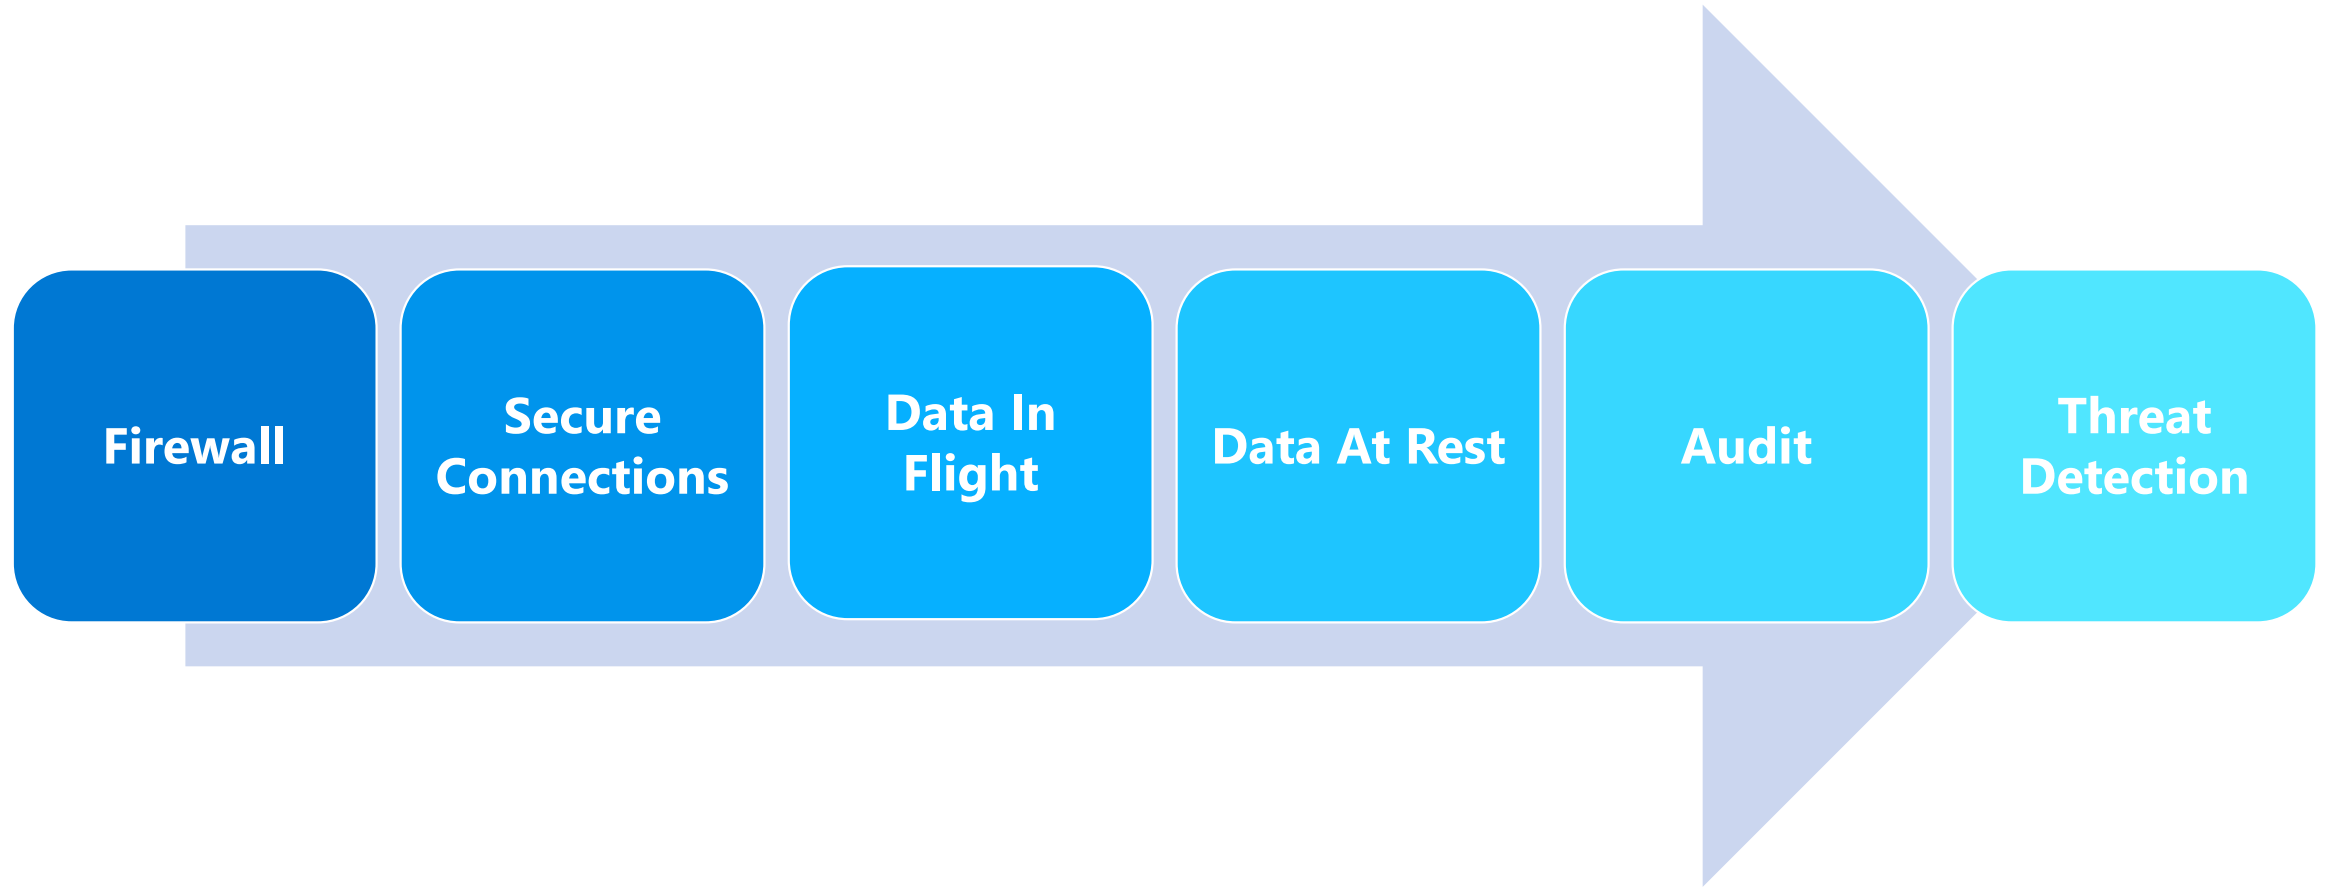 Firewall
Secure
Connections
Data In
Flight
Data At Rest
Audit
Threat
Detection